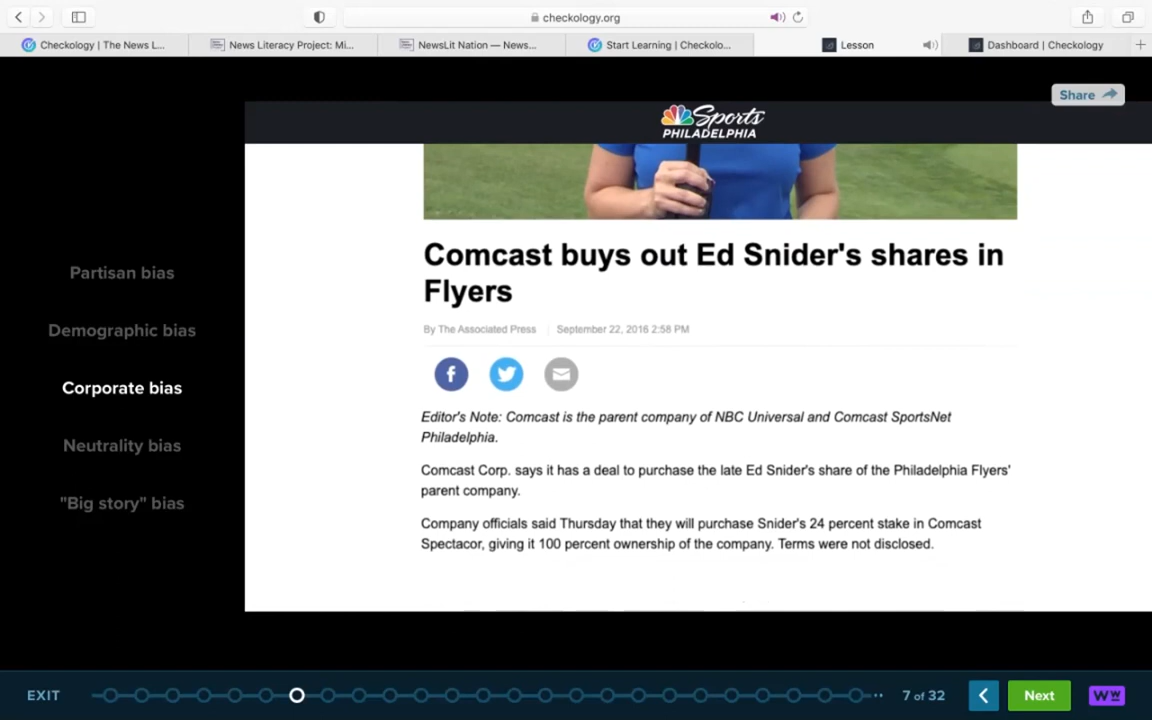 checkology.org
Checkology | The News L...
News Literacy Project: Mi...
NewsLit Nation — News...
Start Learning | Checkolo...
Lesson
Dashboard | Checkology
Share
Sports
PHILADELPHIA
Partisan bias
Demographic bias
Corporate bias
Neutrality bias
"Big story" bias
Comcast buys out Ed Snider's shares in
Flyers
By The Associated Press | September 22, 2016 2:58 PM
Editor's Note: Comcast is the parent company of NBC Universal and Comcast SportsNet
Philadelphia.
Comcast Corp. says it has a deal to purchase the late Ed Snider's share of the Philadelphia Flyers'
parent company.
Company officials said Thursday that they will purchase Snider's 24 percent stake in Comcast
Spectacor, giving it 100 percent ownership of the company. Terms were not disclosed.
EXIT
7 of 32
Next
WW